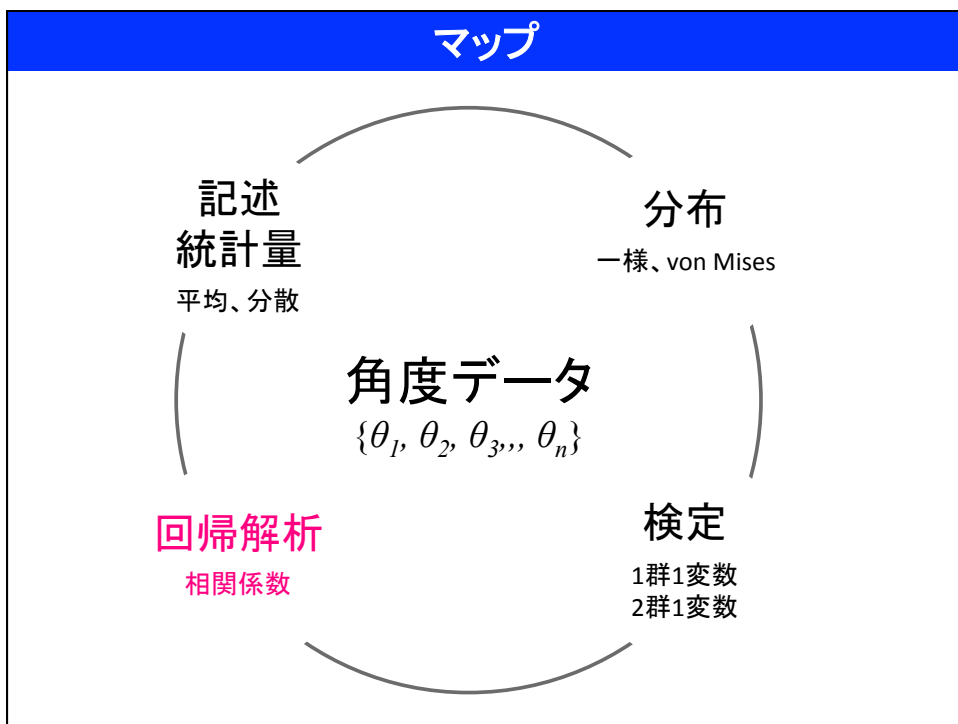 マップ
記述
統計量
平均、分散
分布
一様、von Mises
角度データ
{θ1, θ2, θ3,,, θn}
回帰解析
相関係数
検定
1群1変数
2群1変数